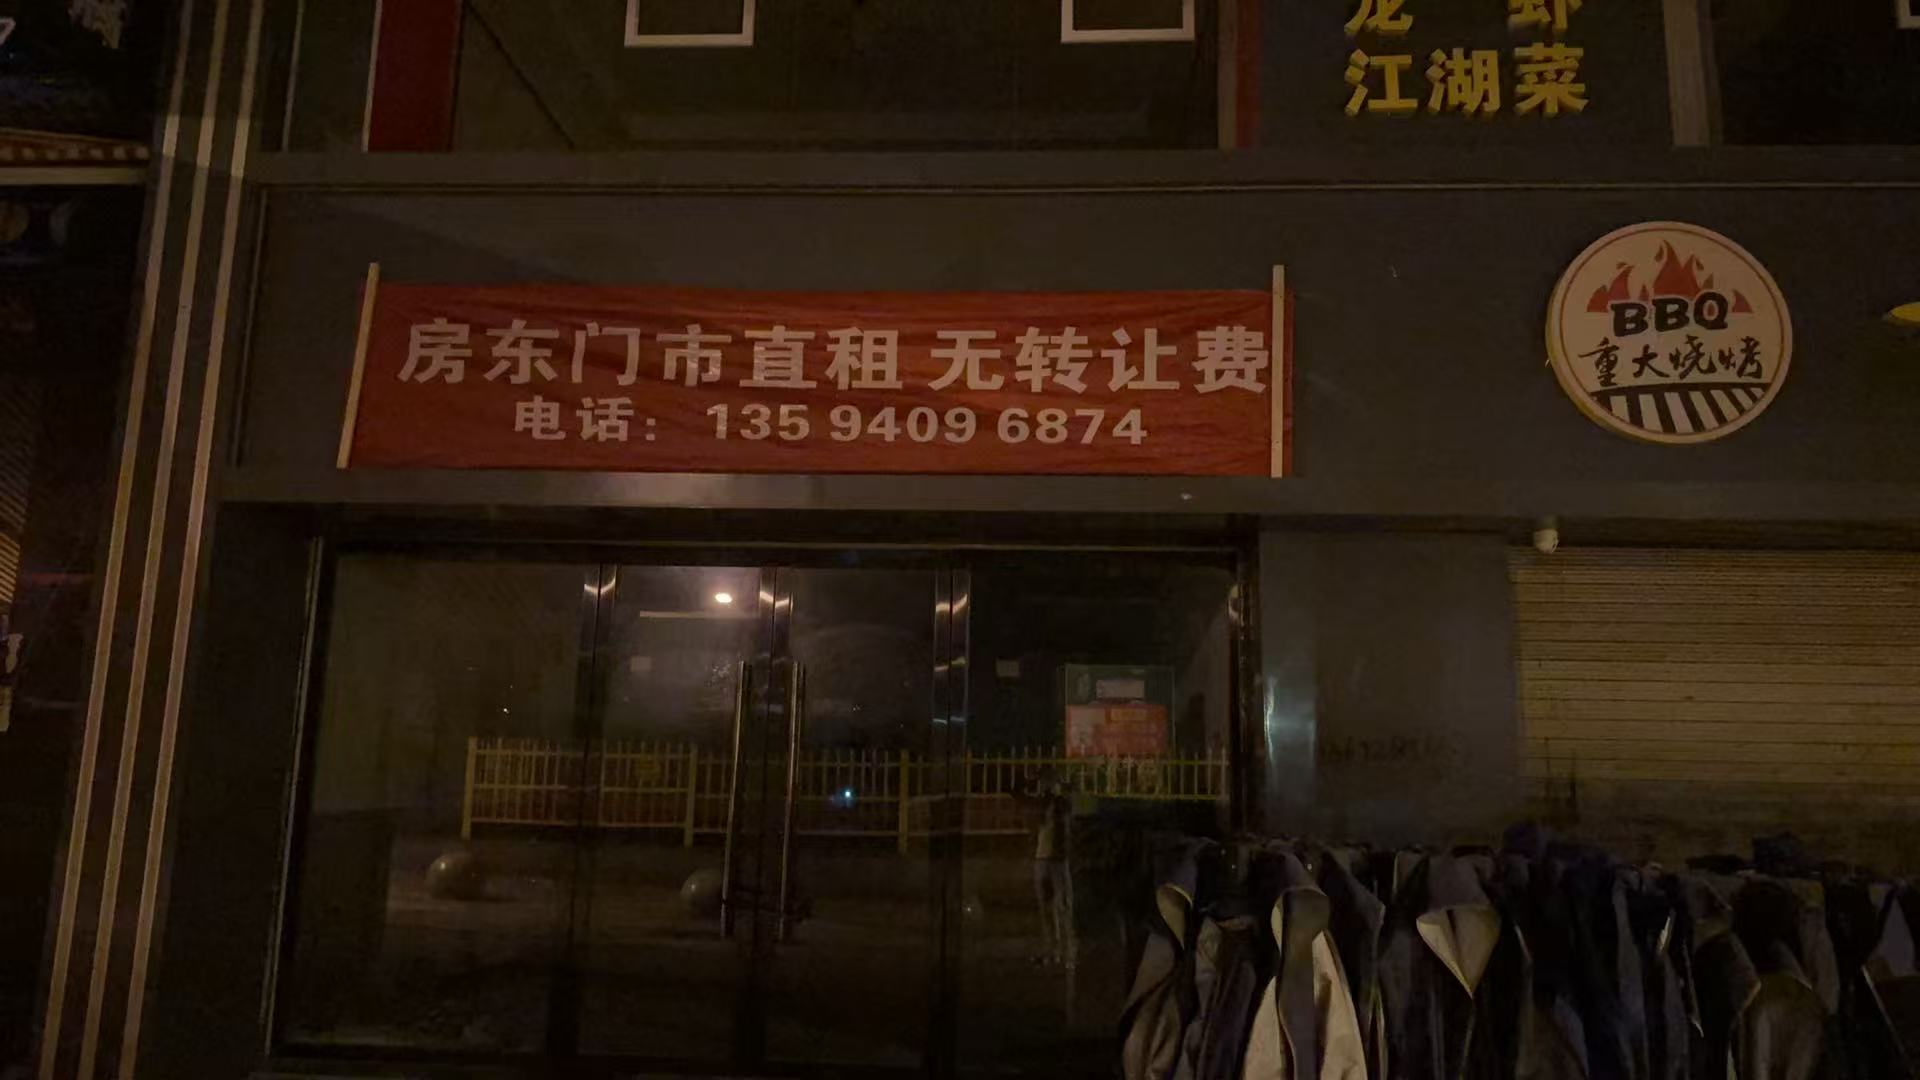 龙 虾
江湖菜
房东门市直租 无转让费
电话： 135 9409 6874
BBQ
重大烧烤